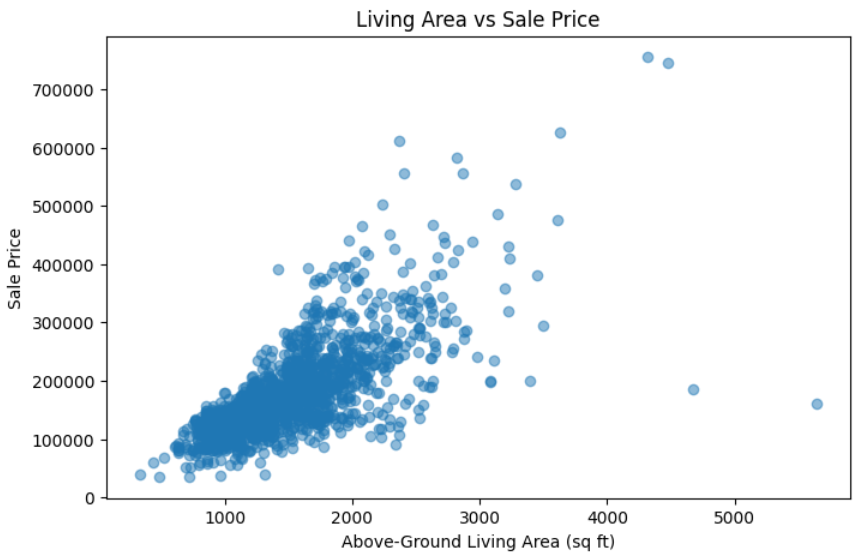 Living Area vs Sale Price
Sale Price
700000
600000
500000
400000
300000
200000
100000
0
1000 2000 3000 4000 5000
Above-Ground Living Area (sq ft)